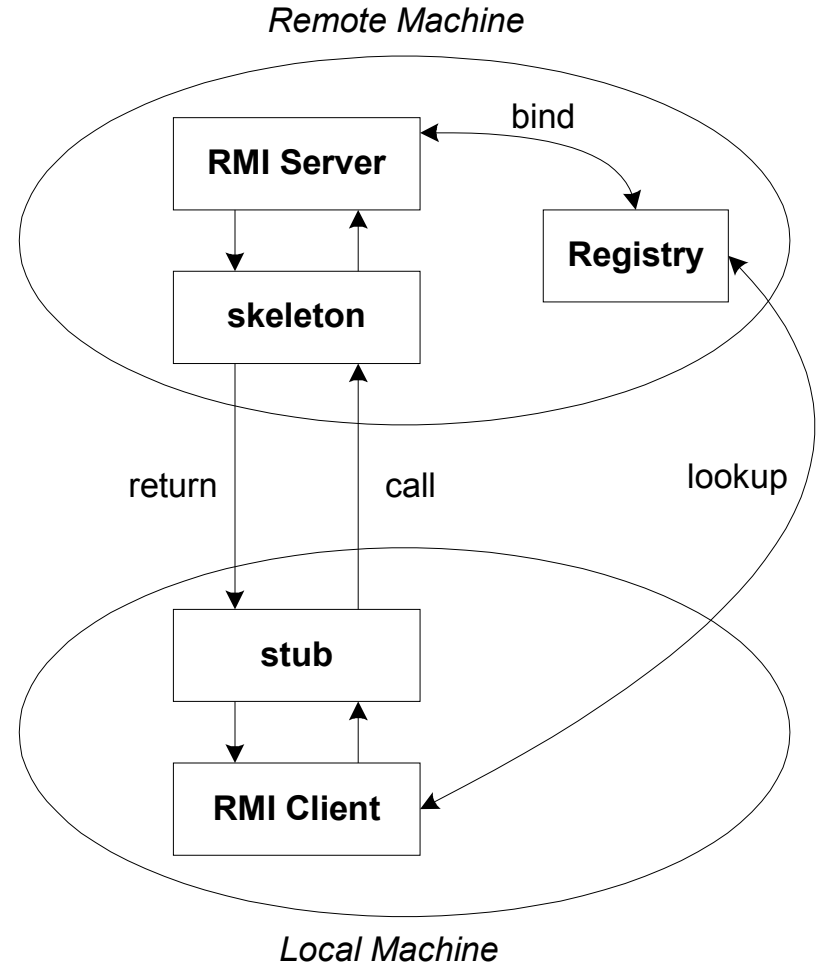 Remote Machine
bind
RMI Server
Registry
skeleton
return
call
lookup
stub
RMI Client
Local Machine